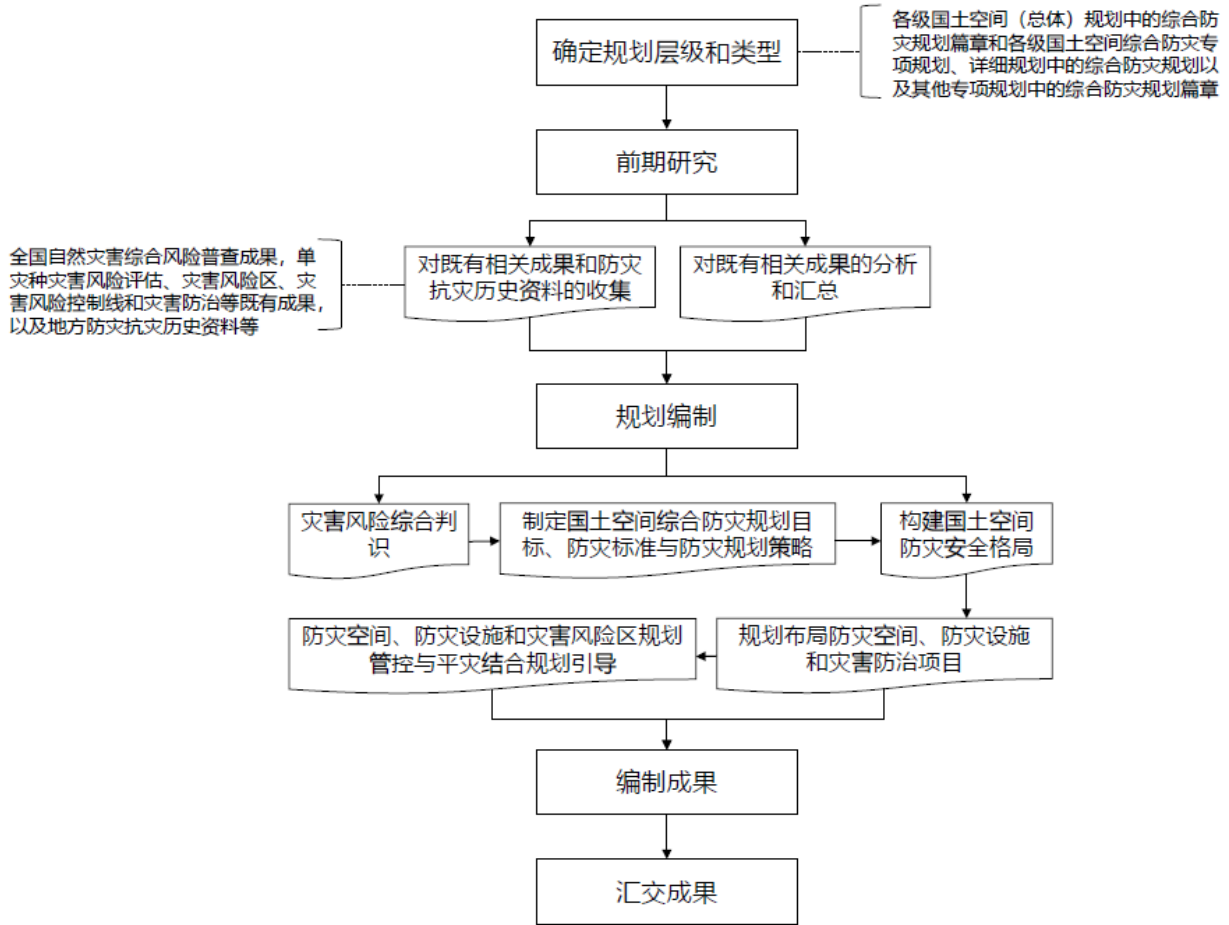 确定规划层级和类型
各级国土空间（总体）规划中的综合防
灾规划篇章和各级国土空间综合防灾专
项规划、详细规划中的综合防灾规划以
及其他专项规划中的综合防灾规划篇章
前期研究
全国自然灾害综合风险普查成果，单
灾种灾害风险评估、灾害风险区、灾
害风险控制线和灾害防治等既有成果，
以及地方防灾抗灾历史资料等
对既有相关成果和防灾
抗灾历史资料的收集
对既有相关成果的分析
和汇总
规划编制
灾害风险综合判
识
制定国土空间综合防灾规划目
标、防灾标准与防灾规划策略
构建国土空间
防灾安全格局
防灾空间、防灾设施和灾害风险区规划
管控与平灾结合规划引导
规划布局防灾空间、防灾设施
和灾害防治项目
编制成果
汇交成果